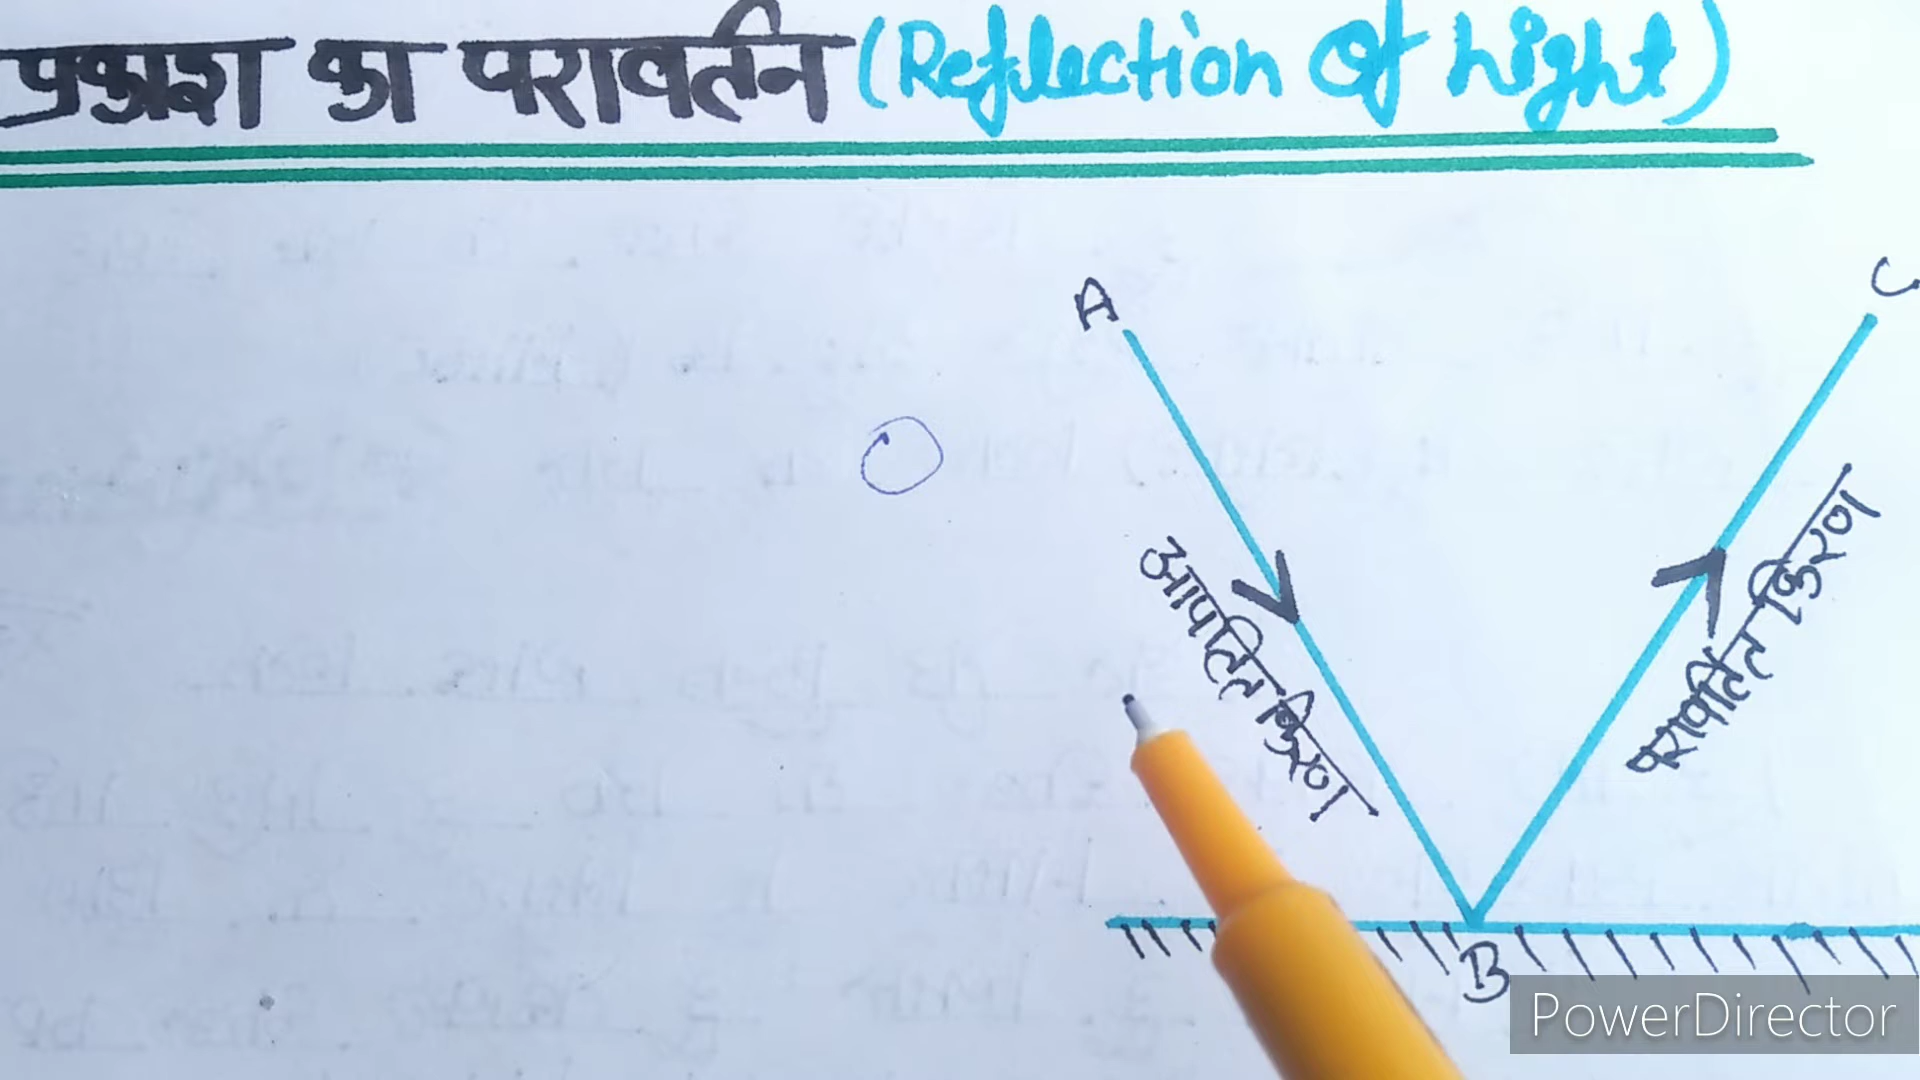 प्रकाश का परावर्तन (Reflection of Light)
A
C
आपतित किरण
परावर्तित किरण
B
PowerDirector